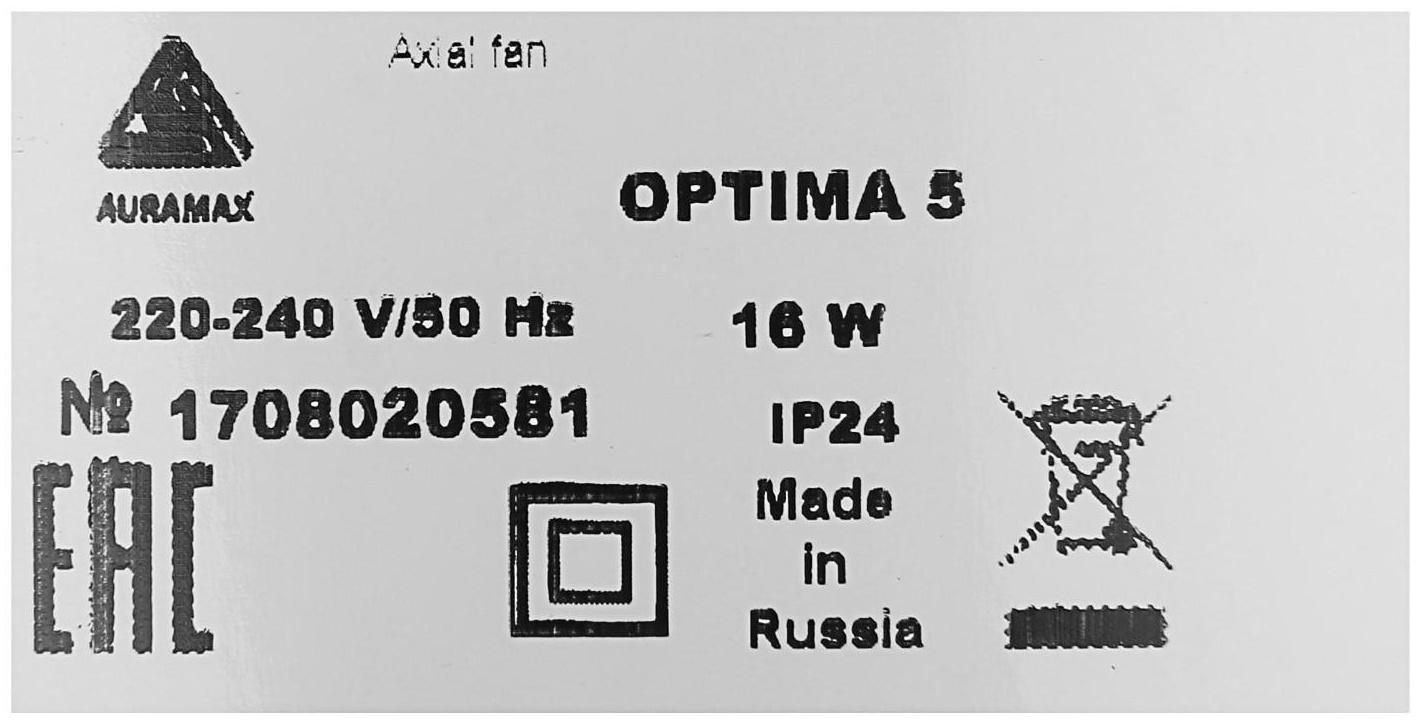 Axial fan
AURAMAX
OPTIMA 5
220-240 V/50 Hz
16 W
№ 1708020581
IP24
EAC
Made
in
Russia